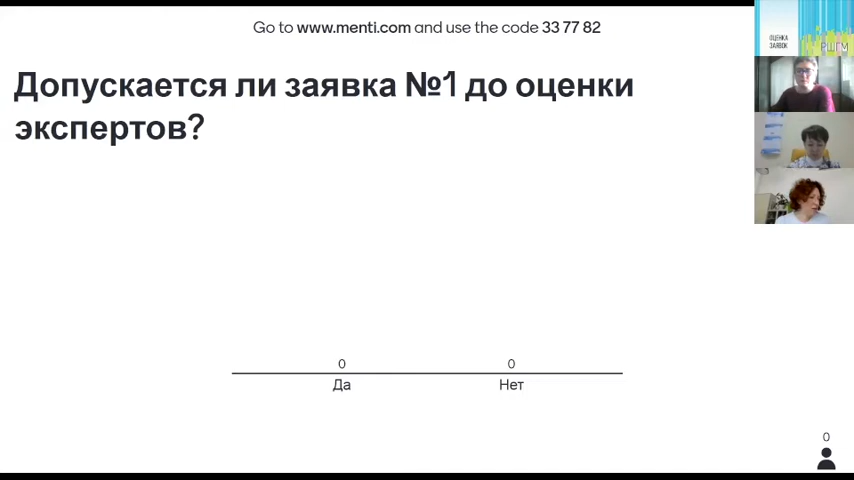 Go to www.menti.com and use the code 33 77 82
Допускается ли заявка №1 до оценки
экспертов?
0
0
Да
Нет
0
ОЦЕНКА
ЗАЯВОК